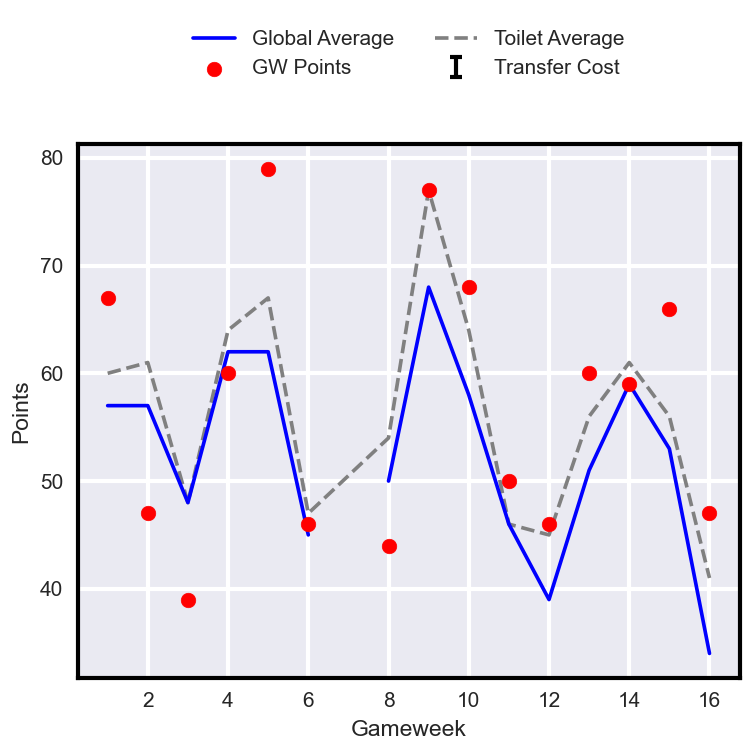 Global Average
Toilet Average
GW Points
Transfer Cost
80
70
60
50
40
Points
2 4 6 8 10 12 14 16
Gameweek